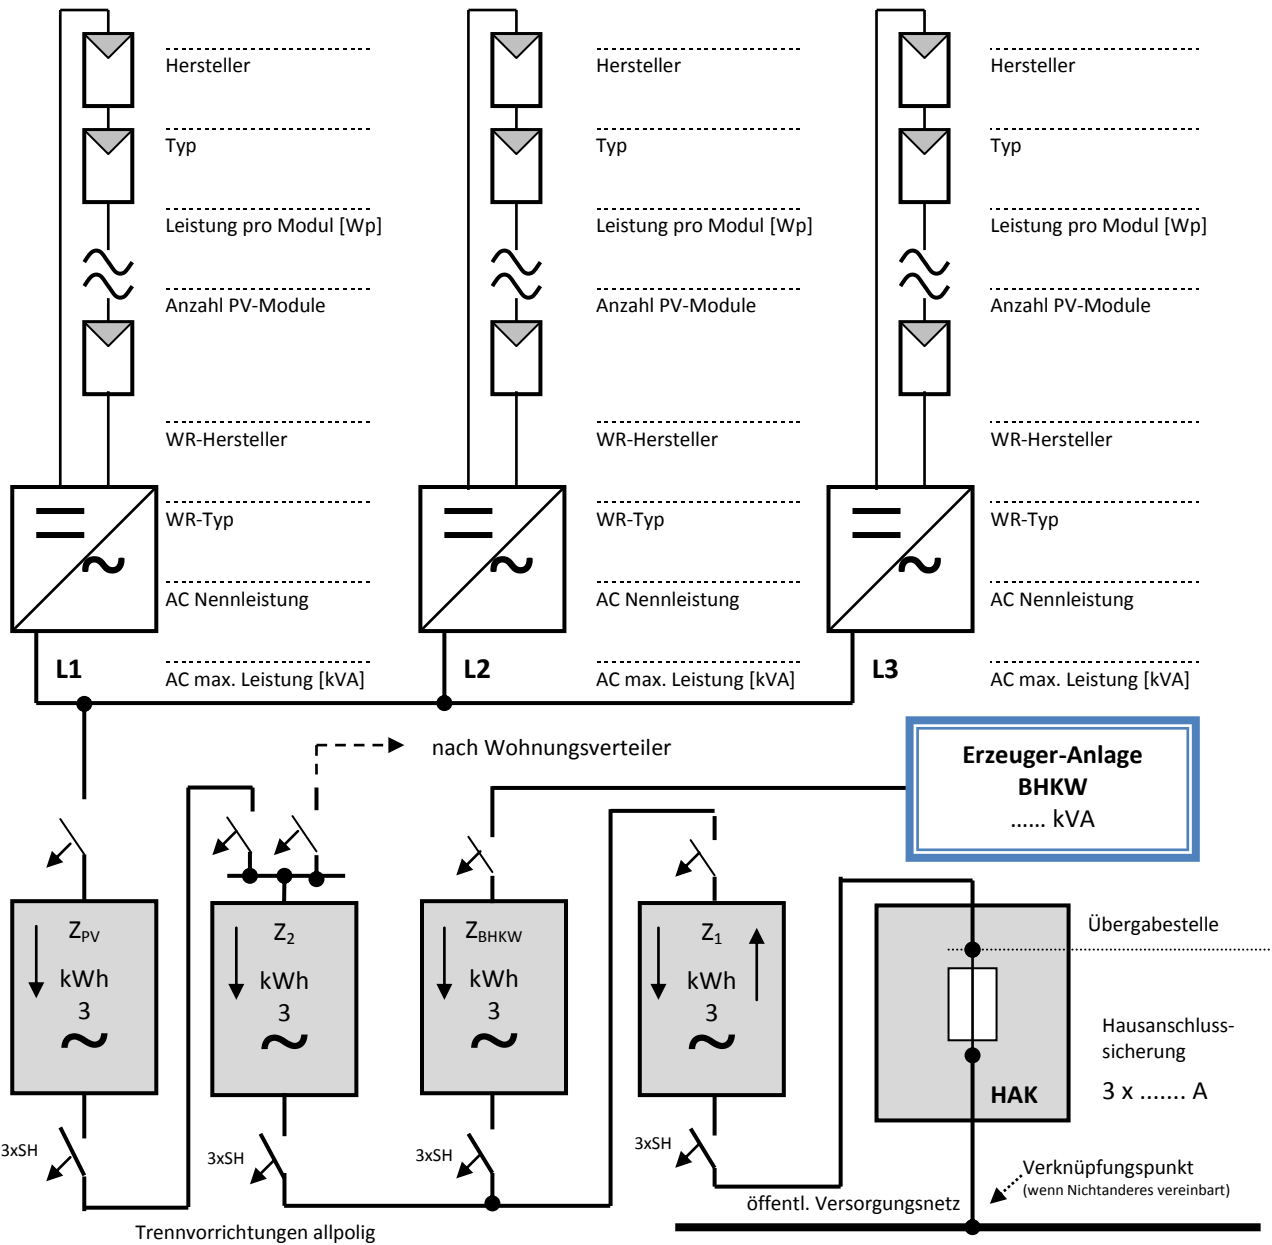 Hersteller
Hersteller
Hersteller
Typ
Typ
Typ
Leistung pro Modul [Wp]
Leistung pro Modul [Wp]
Leistung pro Modul [Wp]
Anzahl PV-Module
Anzahl PV-Module
Anzahl PV-Module
WR-Hersteller
WR-Hersteller
WR-Hersteller
WR-Typ
WR-Typ
WR-Typ
AC Nennleistung
AC Nennleistung
AC Nennleistung
L1
AC max. Leistung [kVA]
L2
AC max. Leistung [kVA]
L3
AC max. Leistung [kVA]
nach Wohnungsverteiler
Erzeuger-Anlage
BHKW
...... kVA
ZPV
kWh
3
Z2
kWh
3
ZBHKW
kWh
3
Z1
kWh
3
Übergabestelle
Hausanschluss-
sicherung
3 x ....... A
HAK
3xSH
3xSH
3xSH
3xSH
Verknüpfungspunkt
(wenn Nichtanderes vereinbart)
öffentl. Versorgungsnetz
Trennvorrichtungen allpolig